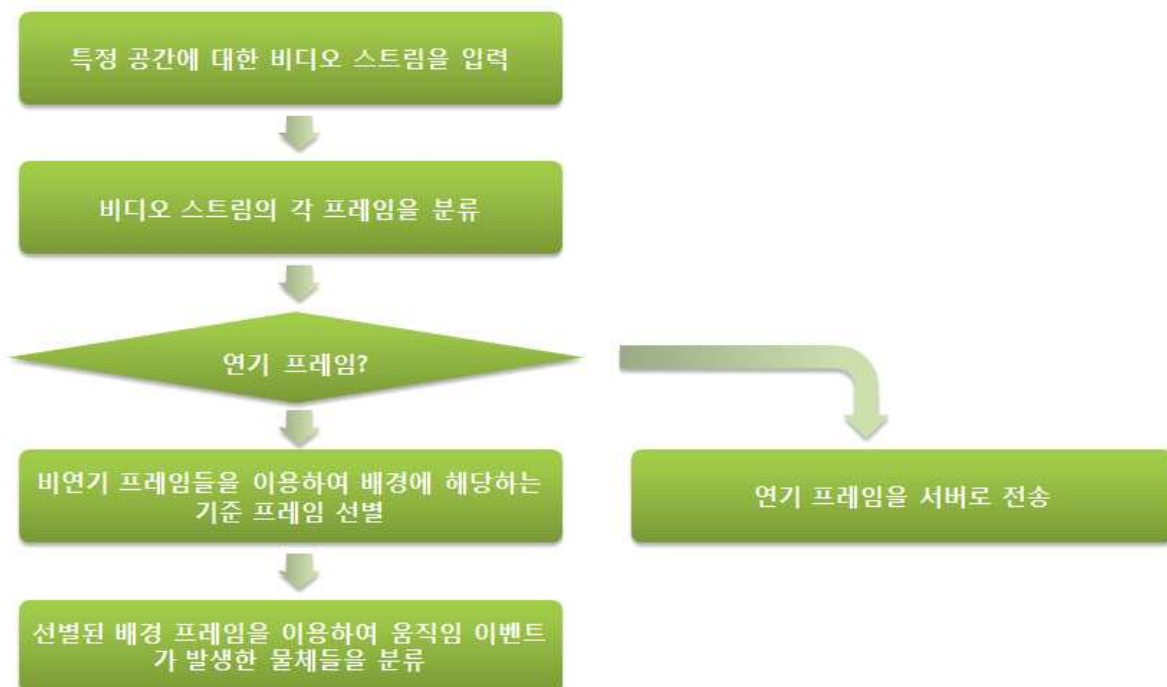 특정 공간에 대한 비디오 스트림을 입력
비디오 스트림의 각 프레임을 분류
연기 프레임?
비연기 프레임들을 이용하여 배경에 해당하는
기준 프레임 선별
연기 프레임을 서버로 전송
선별된 배경 프레임을 이용하여 움직임 이벤트
가 발생한 물체들을 분류